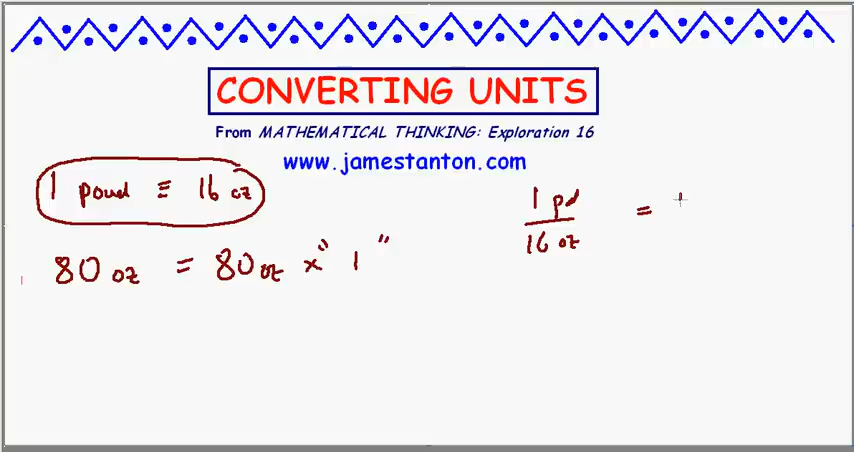 CONVERTING UNITS
From MATHEMATICAL THINKING: Exploration 16
www.jamestanton.com
1 pound ≡ 16 oz
80 oz = 80 oz x " 1 "
1 pd
16 oz
=